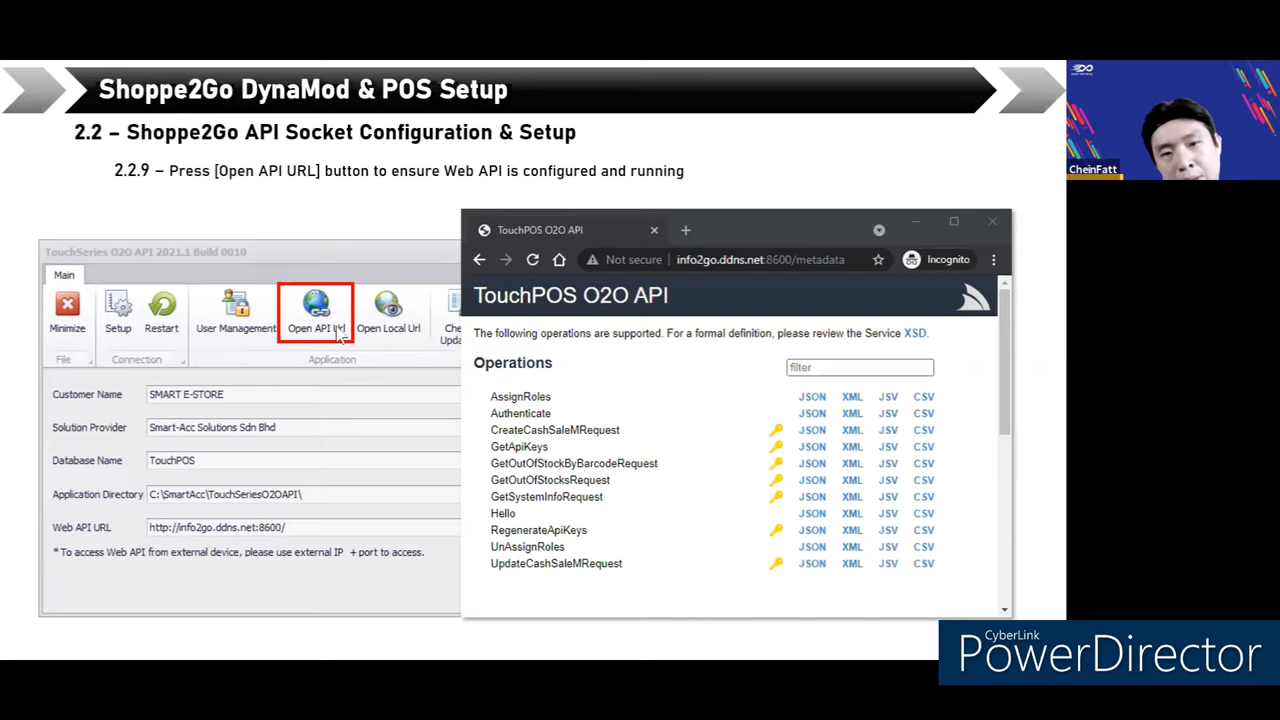 Shoppe2Go DynaMod & POS Setup
2.2 – Shoppe2Go API Socket Configuration & Setup
2.2.9 – Press [Open API URL] button to ensure Web API is configured and running
CheinFatt
TouchSeries O2O API 2021.1 Build 0010
Main
Minimize
Setup
Restart
User Management
Open API Url
Open Local Url
File
Connection
Application
Customer Name SMART E-STORE
Solution Provider Smart-Acc Solutions Sdn Bhd
Database Name TouchPOS
Application Directory C:\SmartAcc\TouchSeriesO2OAPI\
Web API URL http://info2go.ddns.net:8600/
* To access Web API from external device, please use external IP + port to access.
TouchPOS O2O API
Not secure info2go.ddns.net:8600/metadata Incognito
TouchPOS O2O API
The following operations are supported. For a formal definition, please review the Service XSD.
Operations
filter
AssignRoles JSON XML JSV CSV
Authenticate JSON XML JSV CSV
CreateCashSaleMRequest JSON XML JSV CSV
GetApiKeys JSON XML JSV CSV
GetOutOfStockByBarcodeRequest JSON XML JSV CSV
GetOutOfStocksRequest JSON XML JSV CSV
GetSystemInfoRequest JSON XML JSV CSV
Hello JSON XML JSV CSV
RegenerateApiKeys JSON XML JSV CSV
UnAssignRoles JSON XML JSV CSV
UpdateCashSaleMRequest JSON XML JSV CSV
CyberLink
PowerDirector